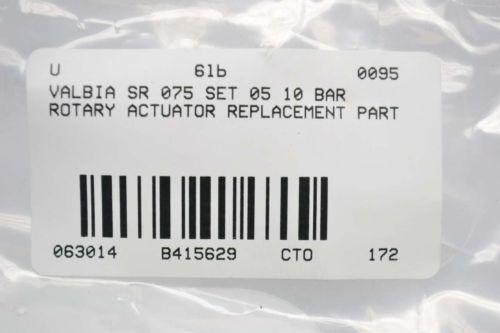 U 61b 0095
VALBIA SR 075 SET 05 10 BAR
ROTARY ACTUATOR REPLACEMENT PART
063014 B415629 CTO 172